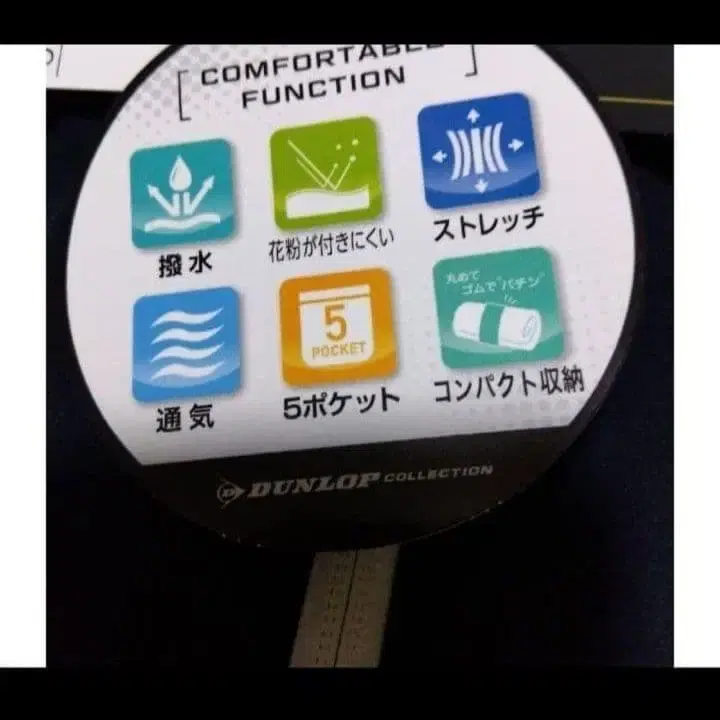 COMFORTABLE
FUNCTION
撥水
花粉が付きにくい
ストレッチ
丸めて
ゴムで"パチン"
5
POCKET
通気
5ポケット
コンパクト収納
DUNLOP COLLECTION